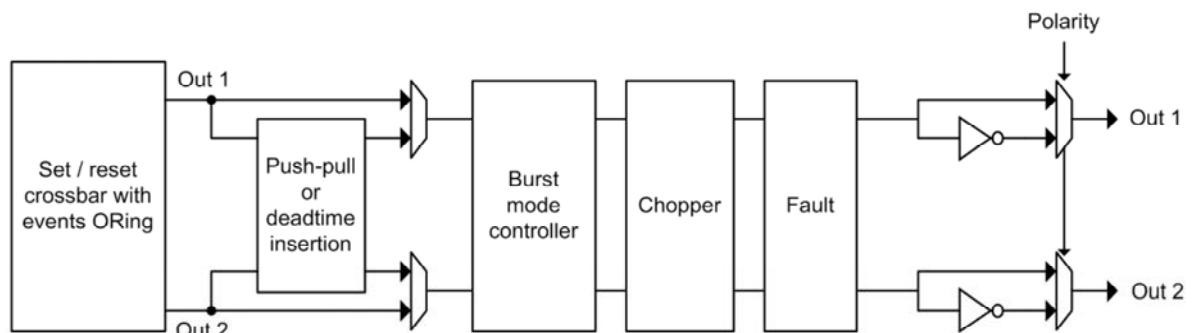 Polarity
Out 1
Out 1
Set / reset
crossbar with
events ORing
Push-pull
or
deadtime
insertion
Burst
mode
controller
Chopper
Fault
Out 2
Out 2